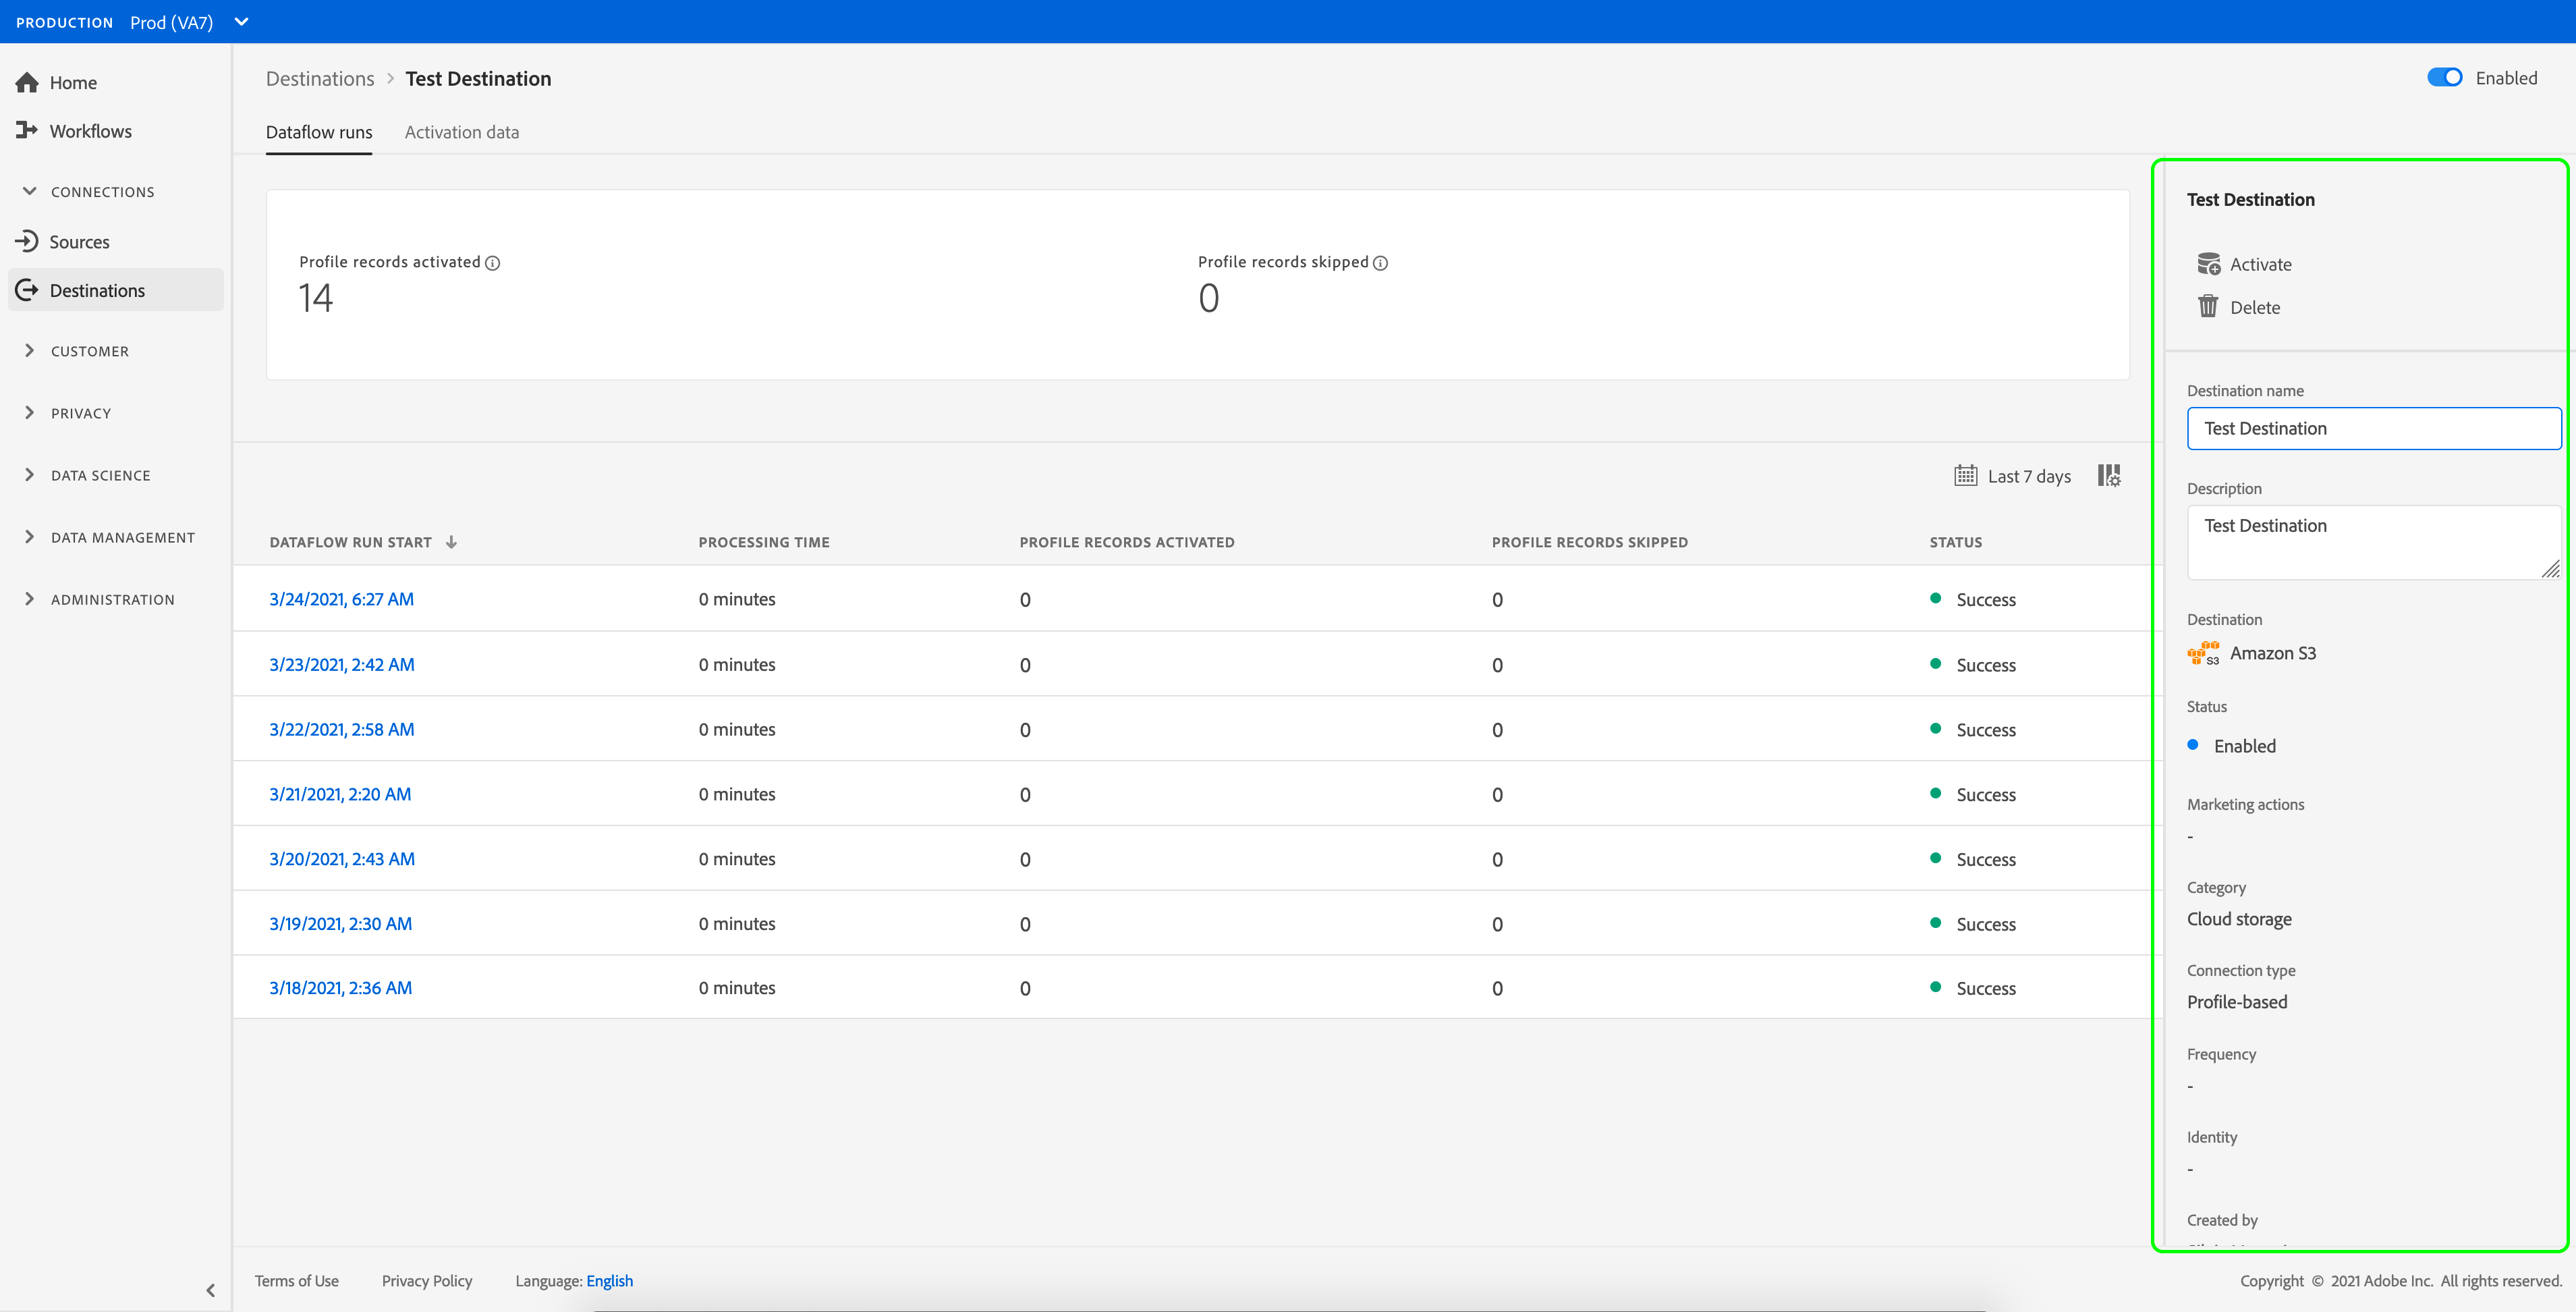 PRODUCTION Prod (VA7)
Home
Workflows
CONNECTIONS
Sources
Destinations
CUSTOMER
PRIVACY
DATA SCIENCE
DATA MANAGEMENT
ADMINISTRATION
Destinations > Test Destination
Enabled
Dataflow runs Activation data
Profile records activated
14
Profile records skipped
0
Last 7 days
DATAFLOW RUN START PROCESSING TIME PROFILE RECORDS ACTIVATED PROFILE RECORDS SKIPPED STATUS
3/24/2021, 6:27 AM 0 minutes 0 0 Success
3/23/2021, 2:42 AM 0 minutes 0 0 Success
3/22/2021, 2:58 AM 0 minutes 0 0 Success
3/21/2021, 2:20 AM 0 minutes 0 0 Success
3/20/2021, 2:43 AM 0 minutes 0 0 Success
3/19/2021, 2:30 AM 0 minutes 0 0 Success
3/18/2021, 2:36 AM 0 minutes 0 0 Success
Test Destination
Activate
Delete
Destination name
Test Destination
Description
Test Destination
Destination
S3 Amazon S3
Status
Enabled
Marketing actions
-
Category
Cloud storage
Connection type
Profile-based
Frequency
-
Identity
-
Created by
Terms of Use Privacy Policy Language: English
Copyright © 2021 Adobe Inc. All rights reserved.